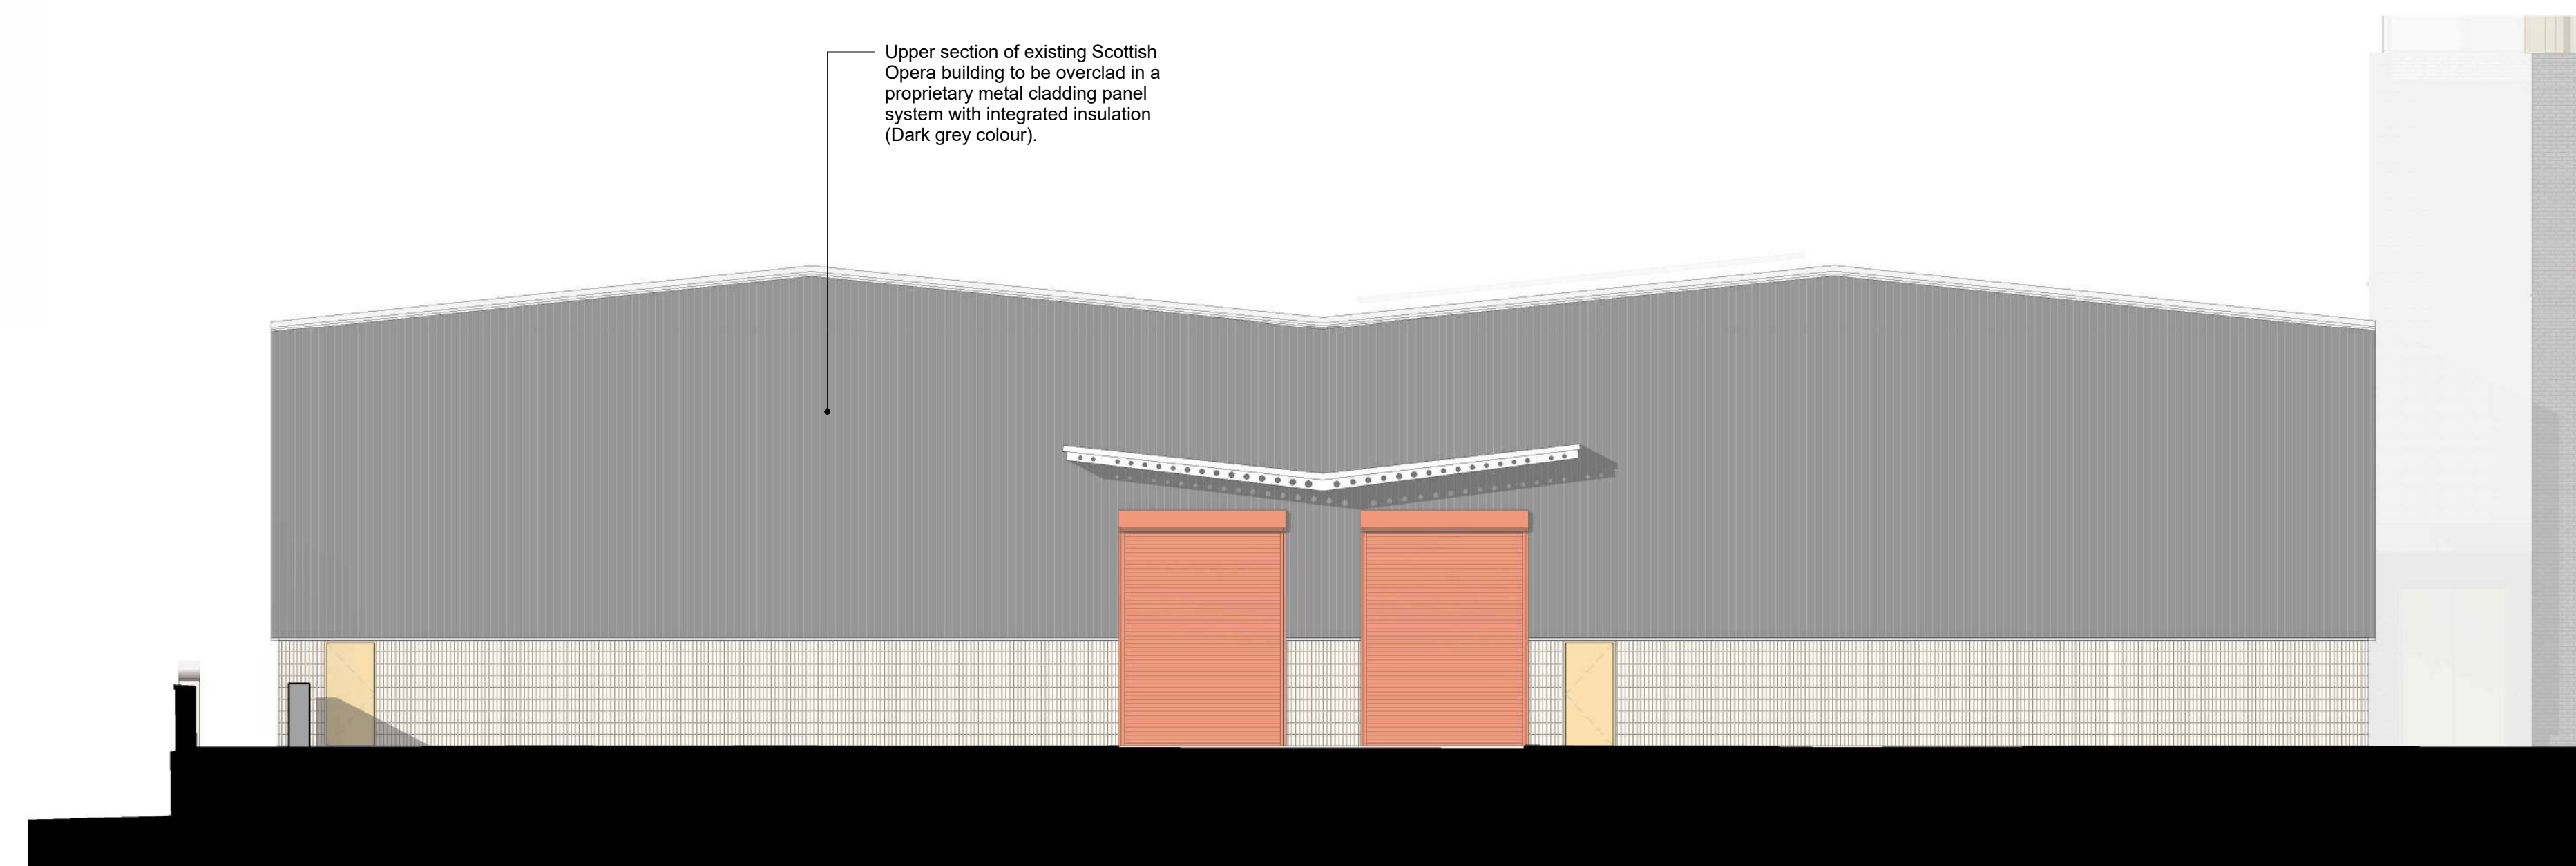 Upper section of existing Scottish
Opera building to be overclad in a
proprietary metal cladding panel
system with integrated insulation
(Dark grey colour).